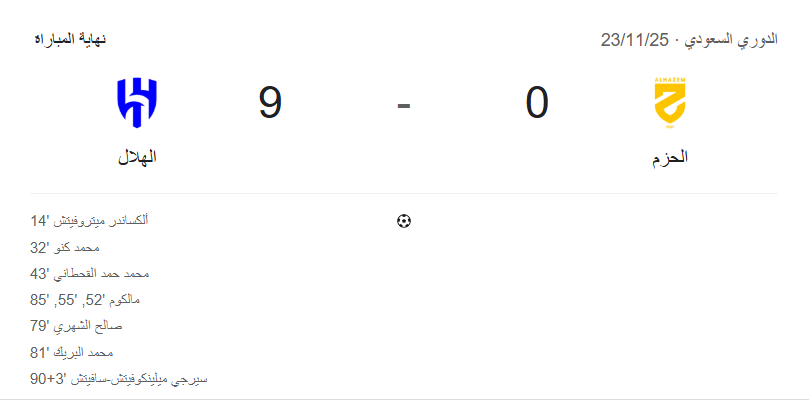 الدوري السعودي · 23/11/25
نهاية المباراة
ALHAZEM
0 - 9
الحزم
الهلال
ألكساندر ميتروفيتش '14
محمد كنو '32
محمد حمد القحطاني '43
مالكوم '52, '55, '85
صالح الشهري '79
محمد البريك '81
سيرجي ميلينكوفيتش-سافيتش '3+90